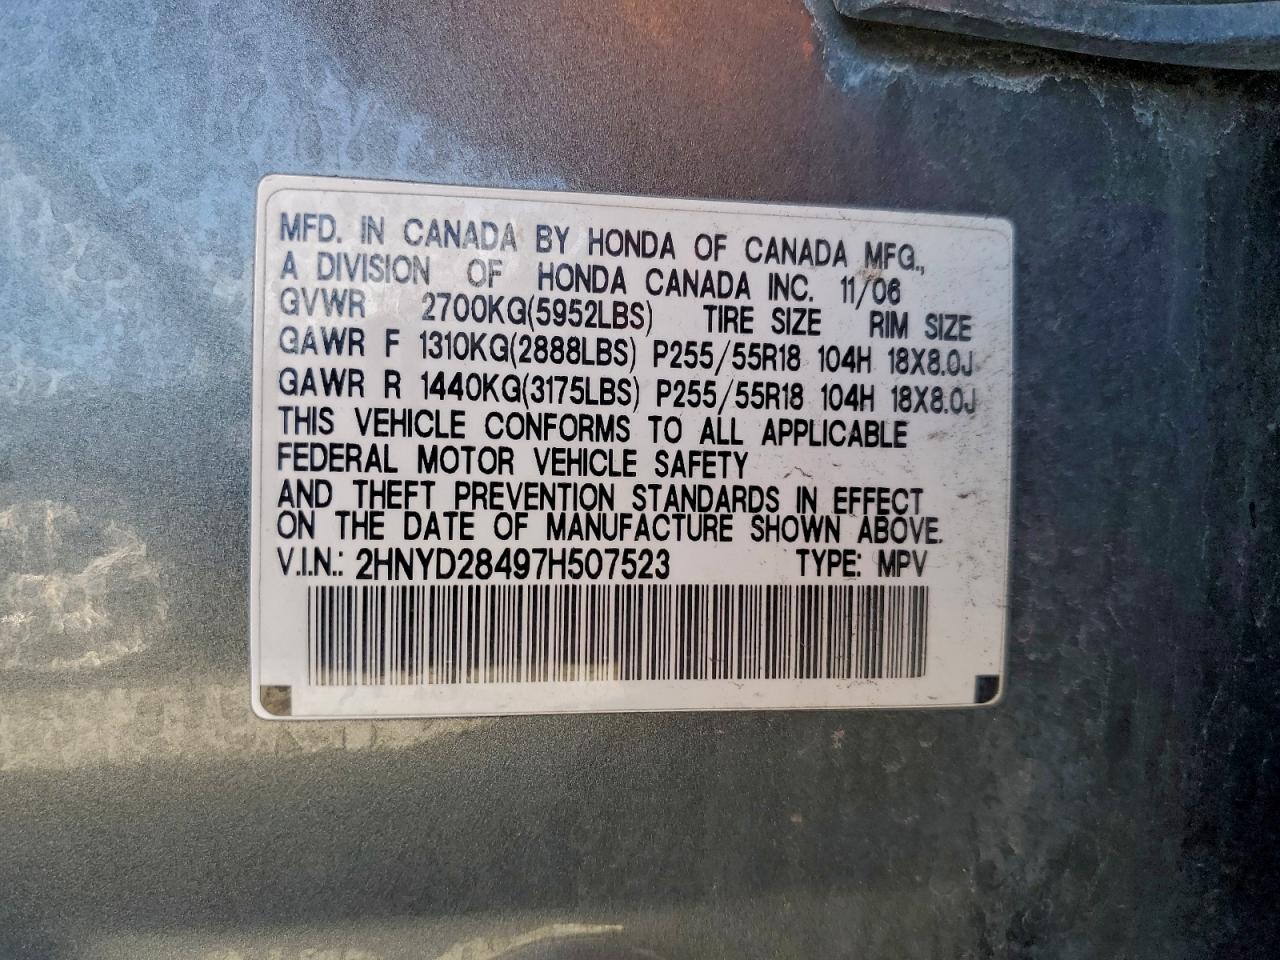 MFD. IN CANADA BY HONDA OF CANADA MFG.,
A DIVISION OF HONDA CANADA INC. 11/06
GVWR 2700KG(5952LBS) TIRE SIZE RIM SIZE
GAWR F 1310KG(2888LBS) P255/55R18 104H 18X8.0J
GAWR R 1440KG(3175LBS) P255/55R18 104H 18X8.0J
THIS VEHICLE CONFORMS TO ALL APPLICABLE
FEDERAL MOTOR VEHICLE SAFETY
AND THEFT PREVENTION STANDARDS IN EFFECT
ON THE DATE OF MANUFACTURE SHOWN ABOVE.
V.I.N.: 2HNYD28497H507523 TYPE: MPV